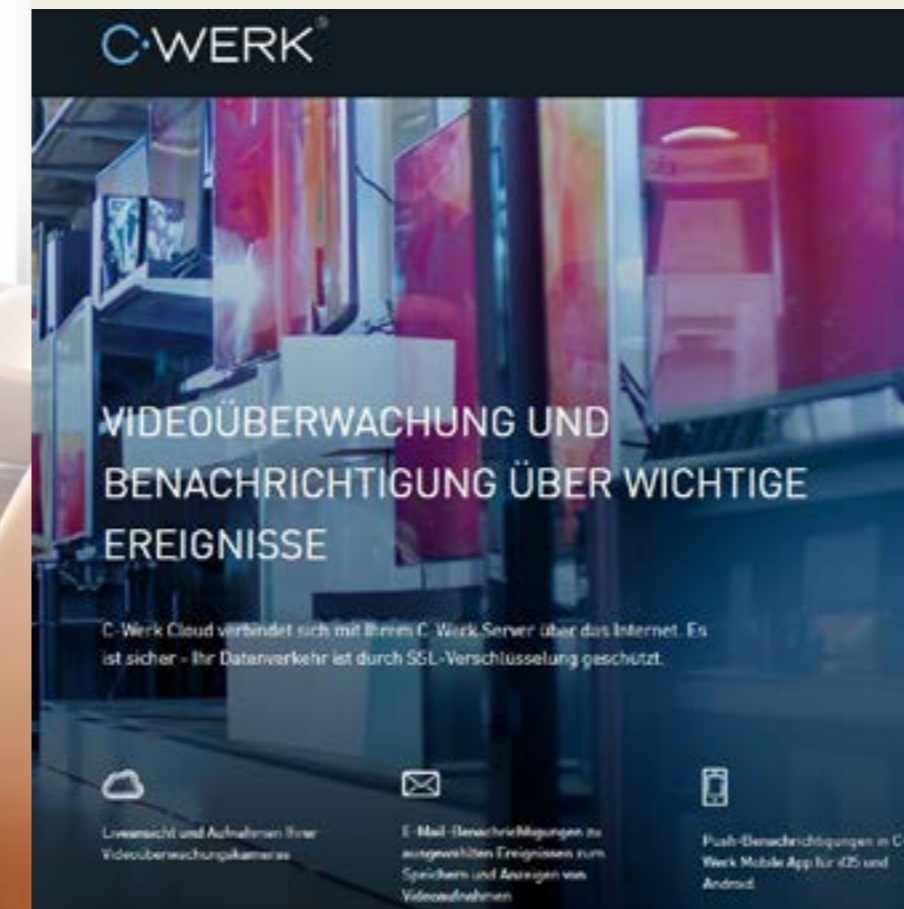 C·WERK®
VIDEOÜBERWACHUNG UND
BENACHRICHTIGUNG ÜBER WICHTIGE
EREIGNISSE
C-Werk Cloud verbindet sich mit Ihrem C-Werk Server über das Internet. Es
ist sicher - Ihr Datenverkehr ist durch SSL-Verschlüsselung geschützt.
Liveansicht und Aufnahmen Ihrer
Videoüberwachungskameras
E-Mail-Benachrichtigungen zu
ausgewählten Ereignissen zum
Speichern und Anzeigen von
Videoaufnahmen
Push-Benachrichtigungen in C-
Werk Mobile App für iOS und
Android